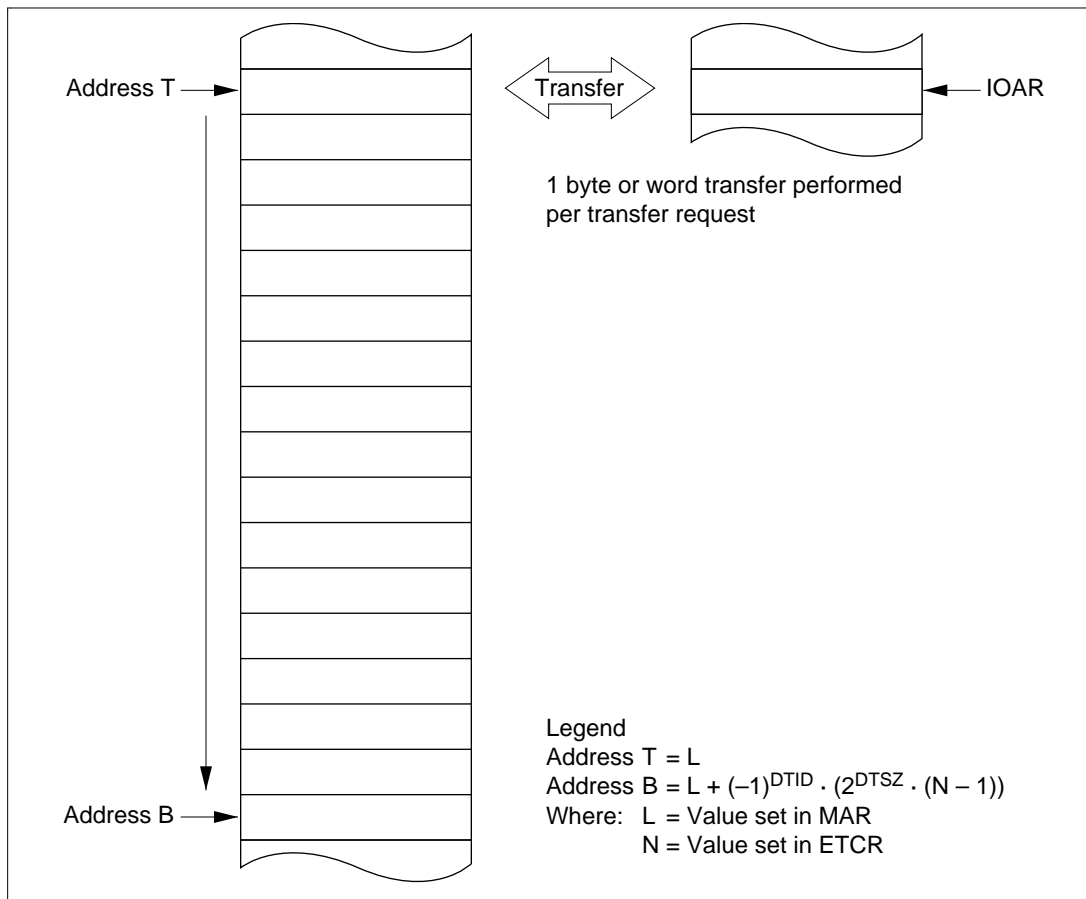 Address T
Transfer
IOAR
1 byte or word transfer performed
per transfer request
Legend
Address T = L
Address B = L + (–1)^DTID · (2^DTSZ · (N – 1))
Where: L = Value set in MAR
N = Value set in ETCR
Address B